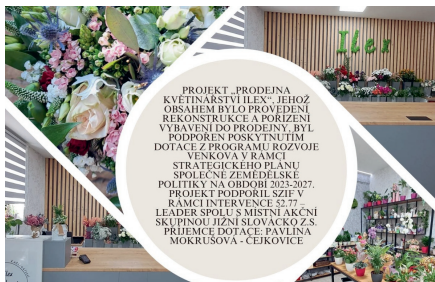 Ilex
PROJEKT „PRODEJNA
KVĚTINÁŘSTVÍ ILEX“, JEHOŽ
OBSAHEM BYLO PROVEDENÍ
REKONSTRUKCE A POŘÍZENÍ
VYBAVENÍ DO PRODEJNY, BYL
PODPOŘEN POSKYTNUTÍM
DOTACE Z PROGRAMU ROZVOJE
VENKOVA V RÁMCI
STRATEGICKÉHO PLÁNU
SPOLEČNÉ ZEMĚDĚLSKÉ
POLITIKY NA OBDOBÍ 2023-2027.
PROJEKT PODPOŘIL SZIF V
RÁMCI INTERVENCE 52.77 –
LEADER SPOLU S MÍSTNÍ AKČNÍ
SKUPINOU JIŽNÍ SLOVÁCKO Z.S.
PŘÍJEMCE DOTACE: PAVLÍNA
MOKRUŠOVÁ - ČEJKOVICE